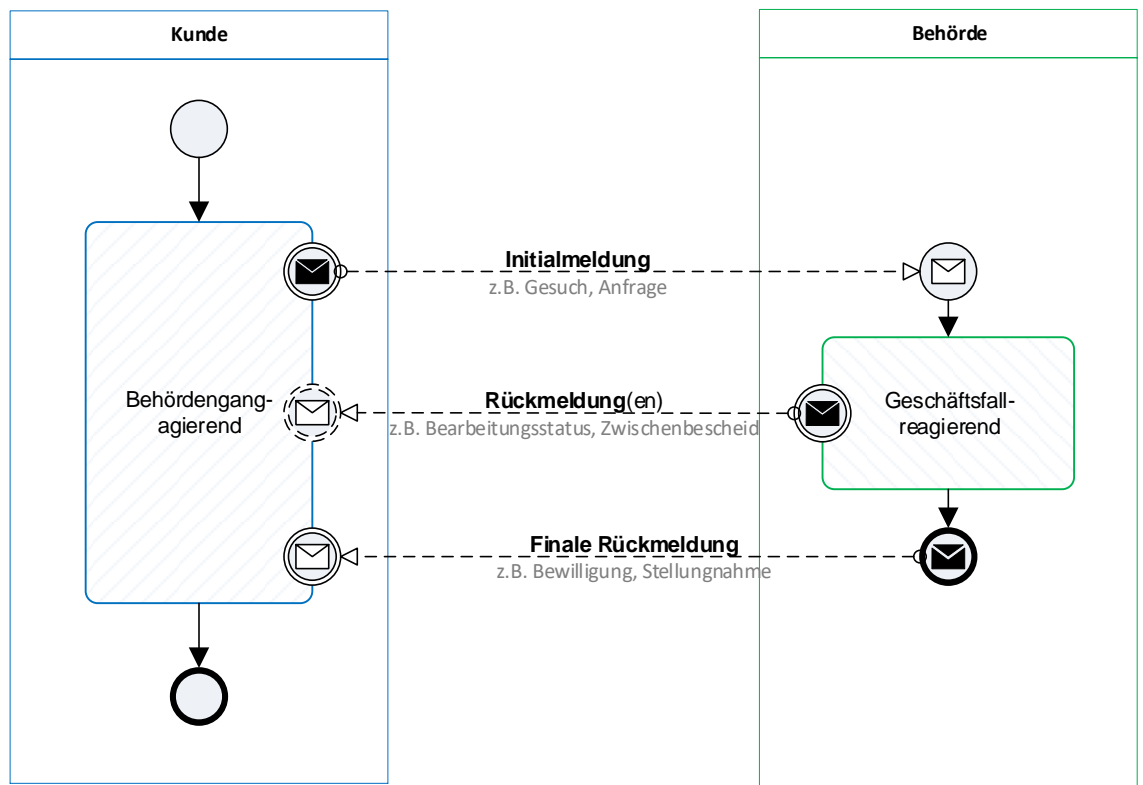 Kunde
Behörde
Initialmeldung
z.B. Gesuch, Anfrage
Behördengang-
agierend
Rückmeldung(en)
z.B. Bearbeitungsstatus, Zwischenbescheid
Geschäftsfall-
reagierend
Finale Rückmeldung
z.B. Bewilligung, Stellungnahme